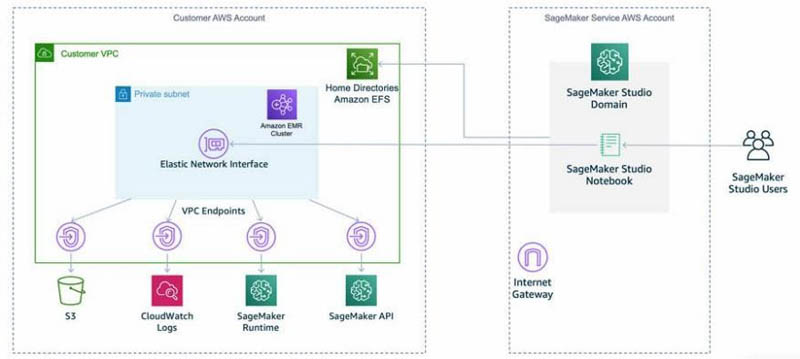 Customer AWS Account
SageMaker Service AWS Account
Customer VPC
Home Directories
Amazon EFS
Private subnet
Amazon EMR
Cluster
Elastic Network Interface
VPC Endpoints
S3
CloudWatch
Logs
SageMaker
Runtime
SageMaker API
SageMaker Studio
Domain
SageMaker Studio
Notebook
SageMaker
Studio Users
Internet
Gateway